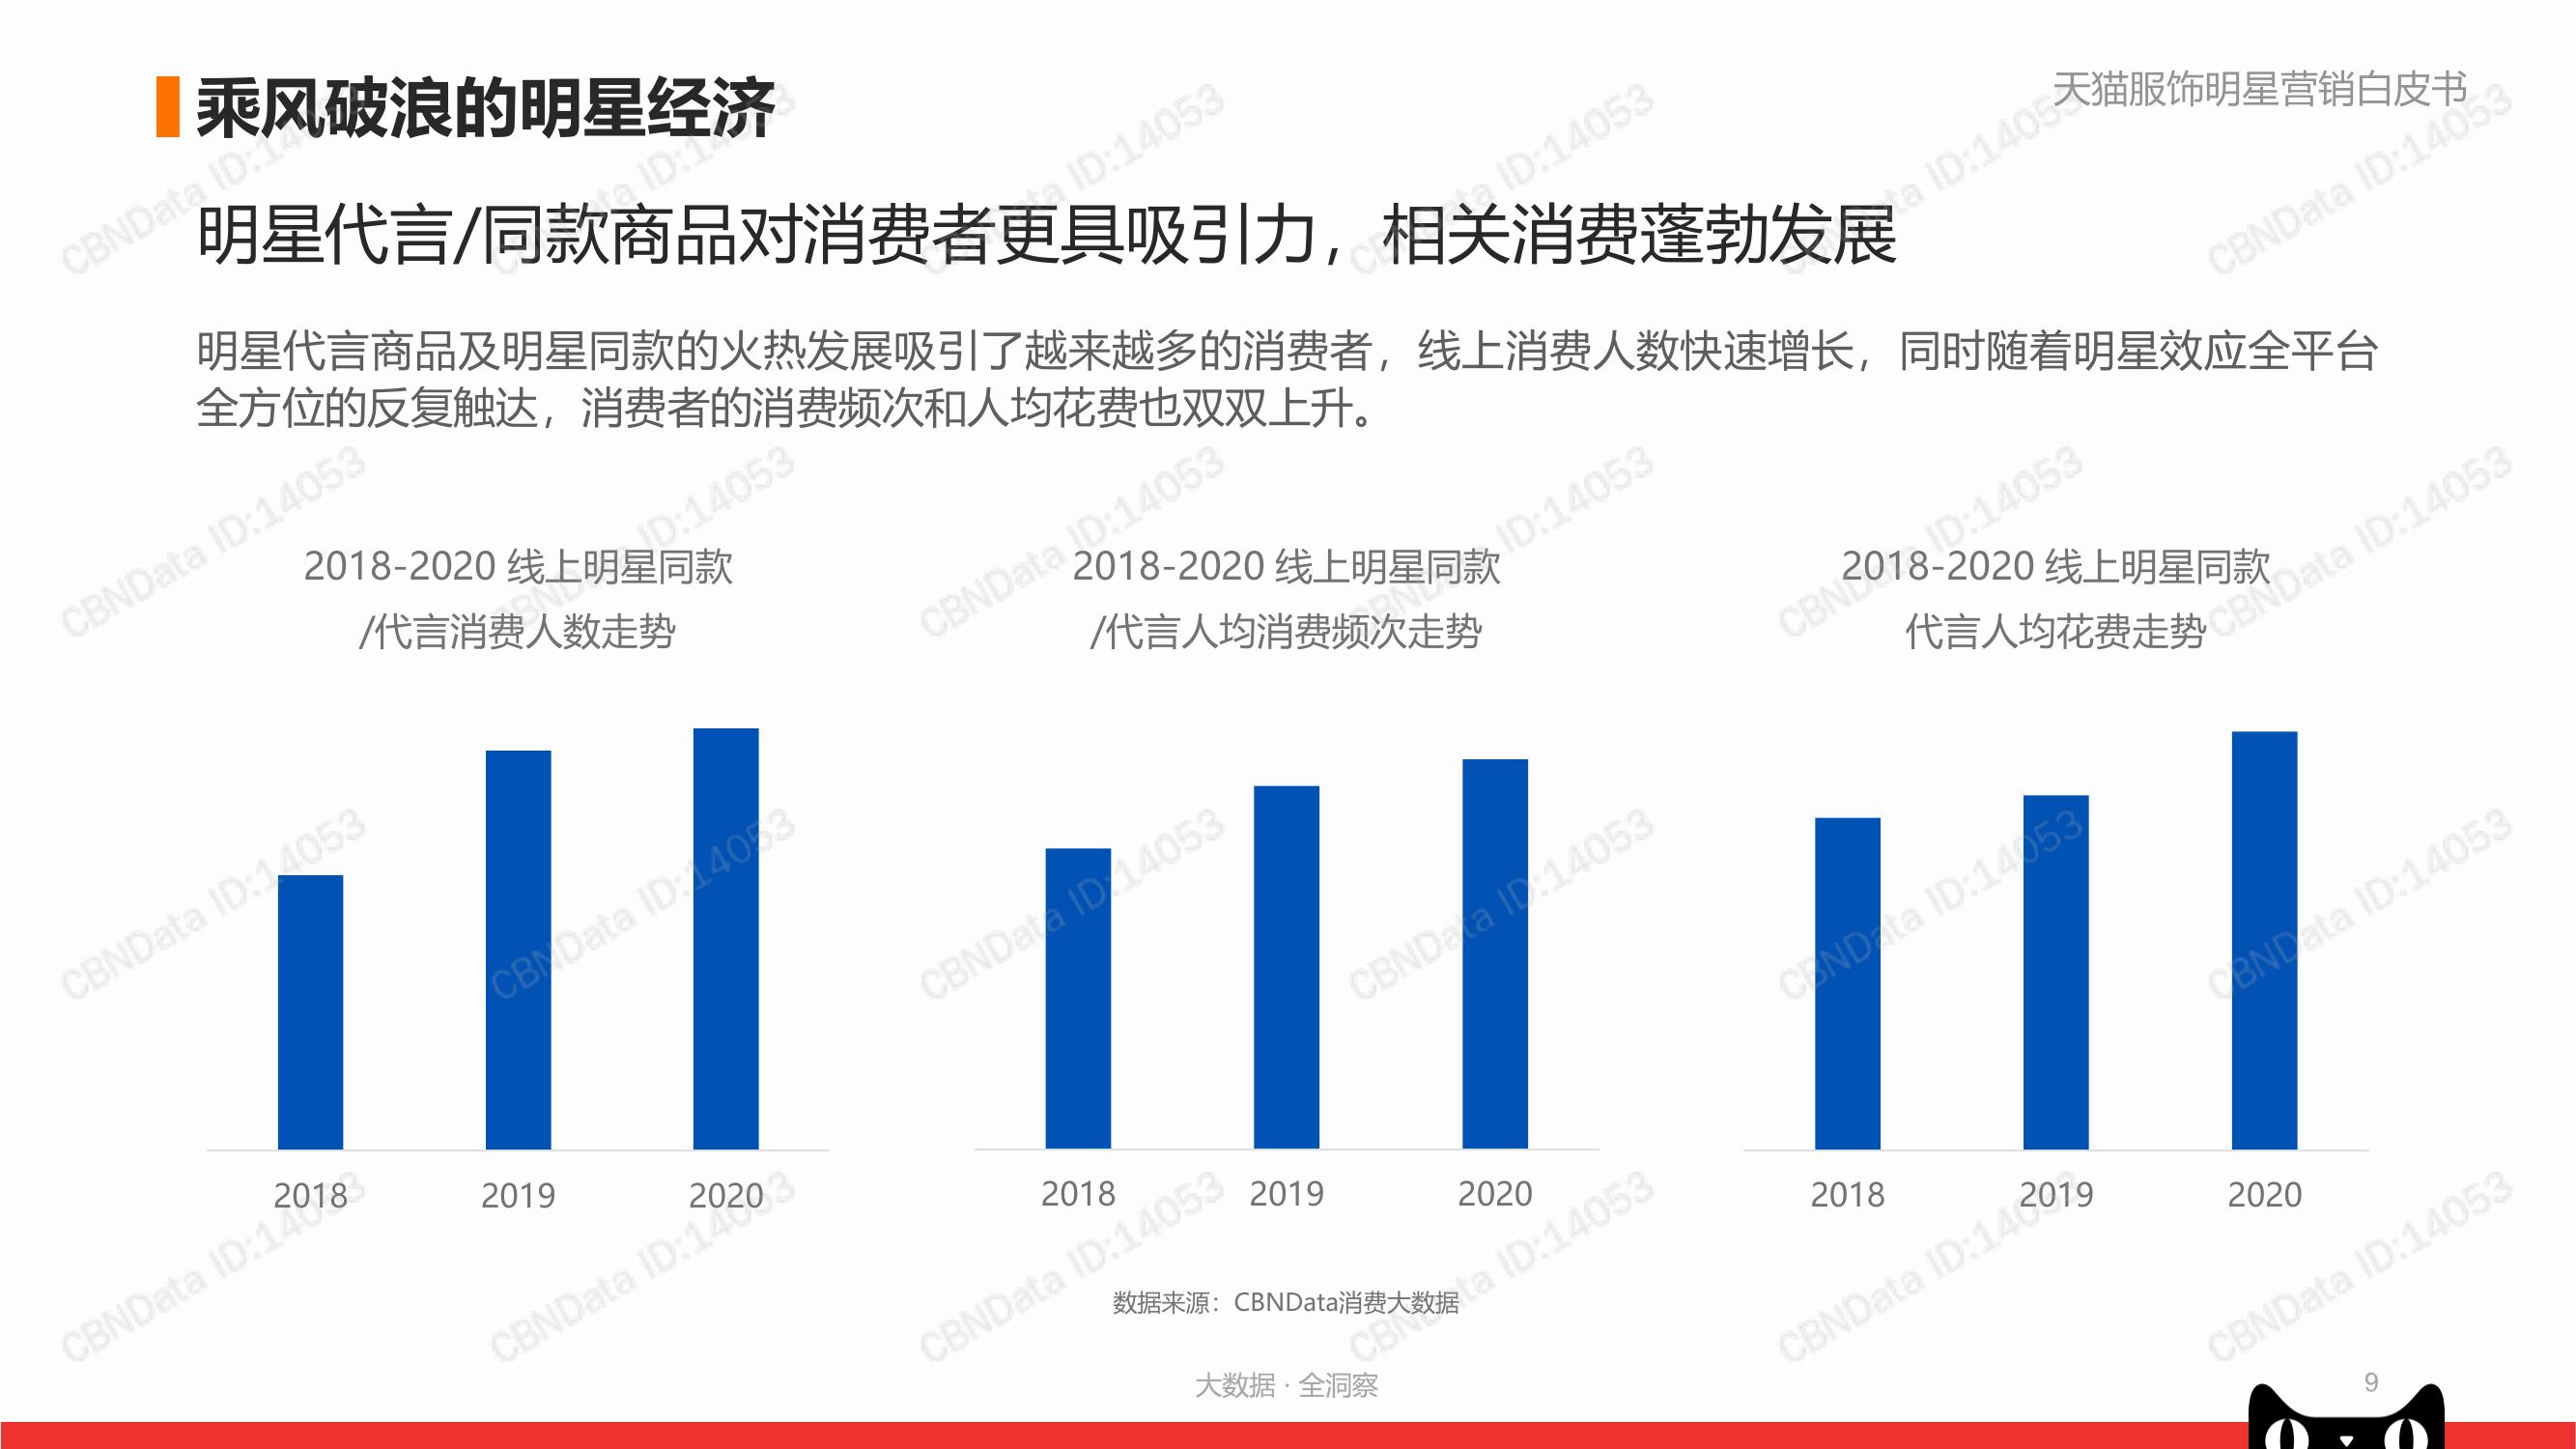 乘风破浪的明星经济
天猫服饰明星营销白皮书
明星代言/同款商品对消费者更具吸引力，相关消费蓬勃发展
明星代言商品及明星同款的火热发展吸引了越来越多的消费者，线上消费人数快速增长，同时随着明星效应全平台
全方位的反复触达，消费者的消费频次和人均花费也双双上升。
2018-2020 线上明星同款
/代言消费人数走势
2018 2019 2020
2018-2020 线上明星同款
/代言人均消费频次走势
2018 2019 2020
2018-2020 线上明星同款
代言人均花费走势
2018 2019 2020
数据来源：CBNData消费大数据
大数据 · 全洞察
9
CBNData ID:14053